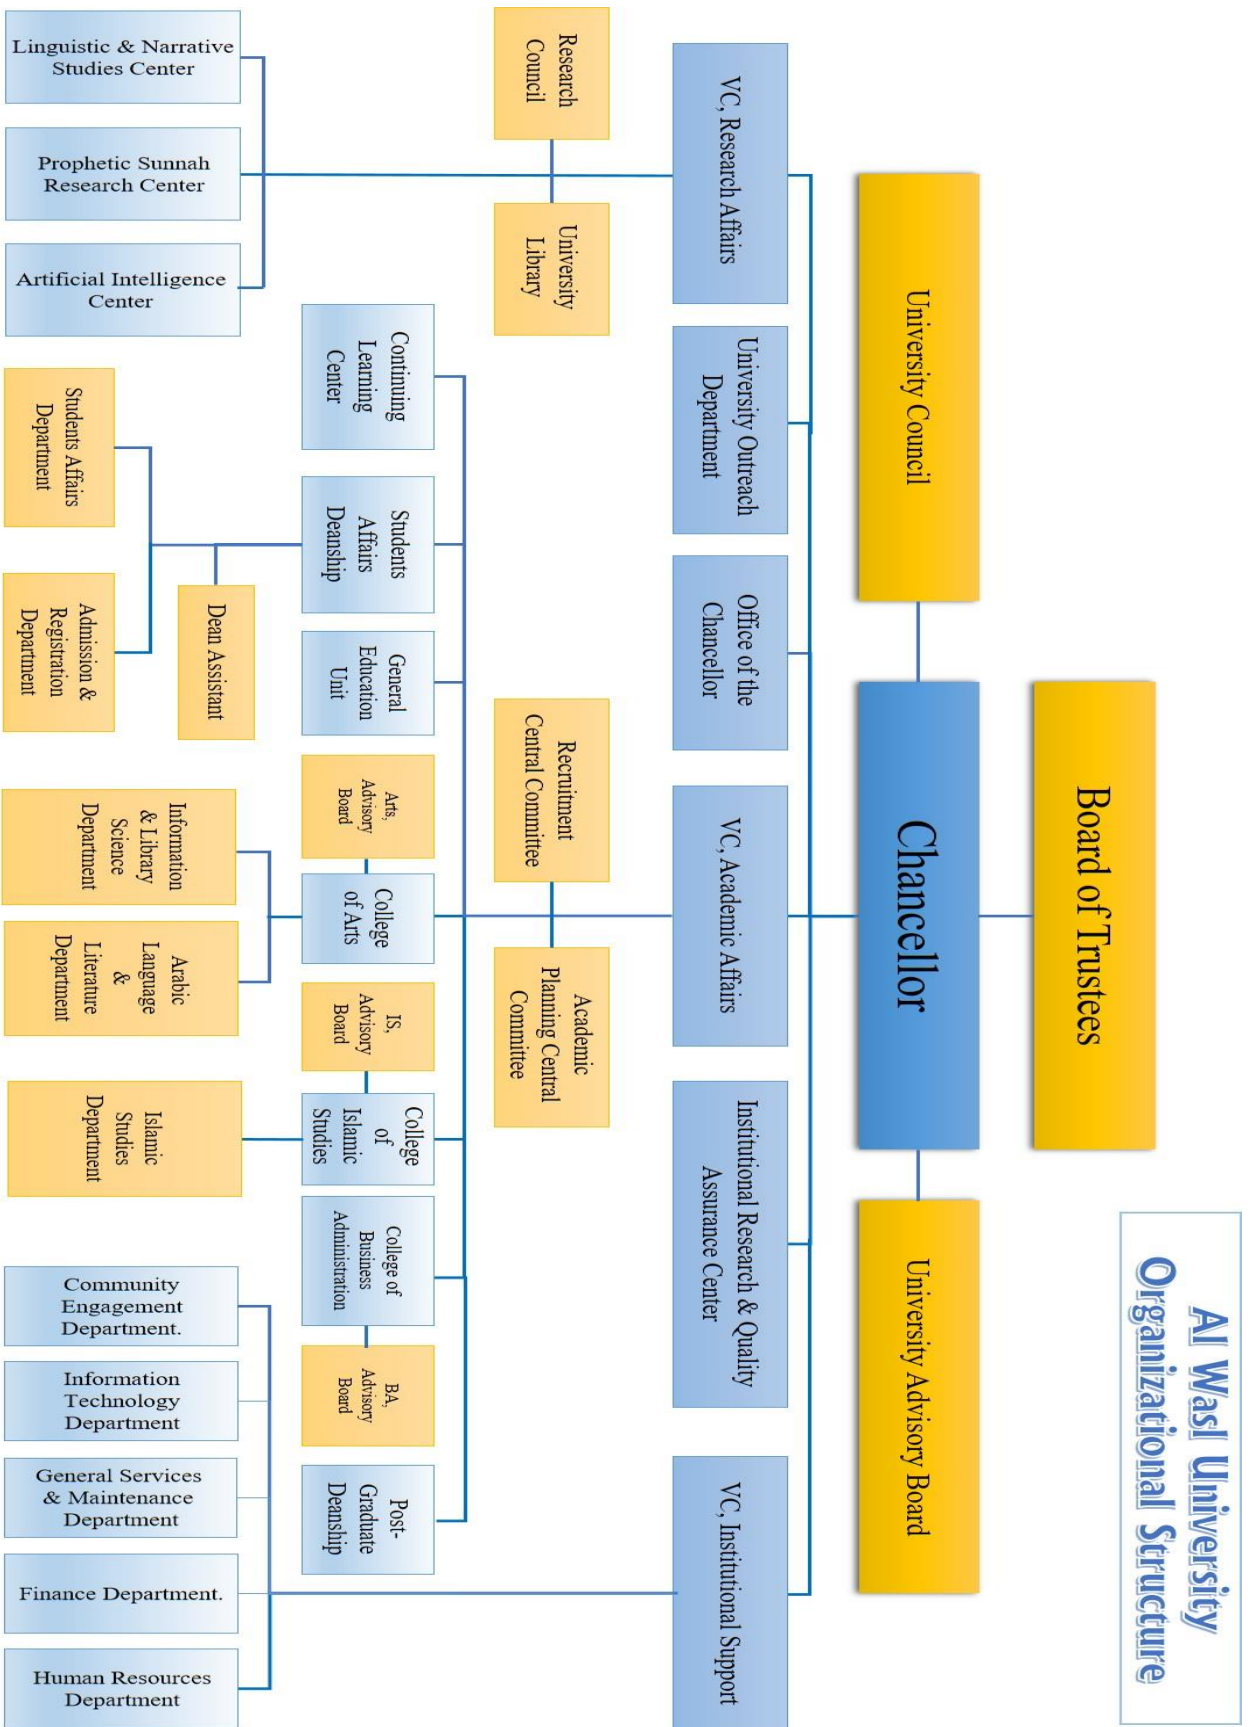 Al Wasl University
Organizational Structure
Board of Trustees
University Council
Chancellor
University Advisory Board
VC, Research Affairs
University Outreach
Department
Office of the
Chancellor
VC, Academic Affairs
Institutional Research & Quality
Assurance Center
VC, Institutional Support
Research
Council
University
Library
Recruitment
Central Committee
Academic
Planning Central
Committee
Continuing
Learning
Center
Students
Affairs
Deanship
General
Education
Unit
Arts,
Advisory
Board
College
of Arts
IS,
Advisory
Board
College
of
Islamic
Studies
College of
Business
Administration
BA,
Advisory
Board
Post-
Graduate
Deanship
Dean Assistant
Linguistic & Narrative
Studies Center
Prophetic Sunnah
Research Center
Artificial Intelligence
Center
Students Affairs
Department
Admission &
Registration
Department
Information
& Library
Science
Department
Arabic
Language
&
Literature
Department
Islamic
Studies
Department
Community
Engagement
Department.
Information
Technology
Department
General Services
& Maintenance
Department
Finance Department.
Human Resources
Department